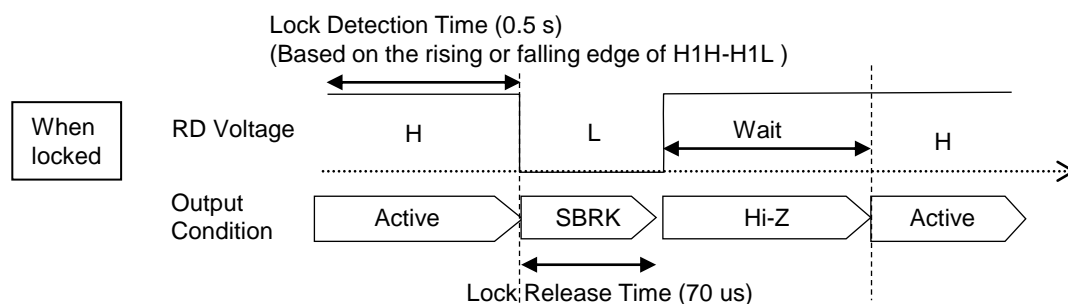 Lock Detection Time (0.5 s)
(Based on the rising or falling edge of H1H-H1L )
When
locked
RD Voltage
H
L
Wait
H
Output
Condition
Active
SBRK
Hi-Z
Active
Lock Release Time (70 us)